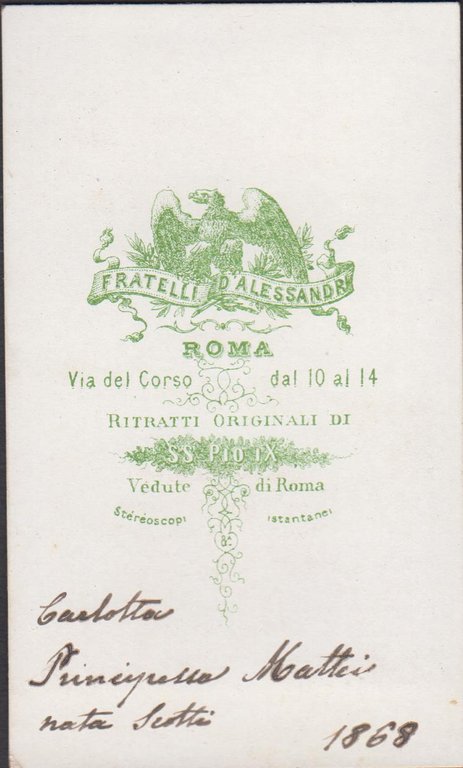 FRATELLI D'ALESSANDRI
ROMA
Via del Corso dal 10 al 14
RITRATTI ORIGINALI DI
SS. PIO IX
Vedute di Roma
Stéréoscopi istantanei
&
Carlotta
Principessa Mattei
nata Scotti
1868